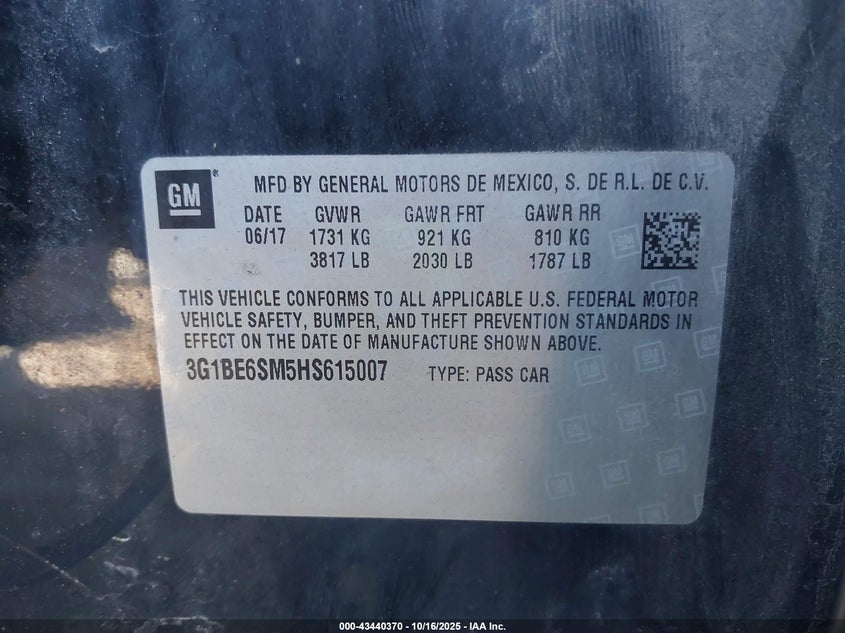 GM®
MFD BY GENERAL MOTORS DE MEXICO, S. DE R.L. DE C.V.
DATE GVWR GAWR FRT GAWR RR
06/17 1731 KG 921 KG 810 KG
3817 LB 2030 LB 1787 LB
THIS VEHICLE CONFORMS TO ALL APPLICABLE U.S. FEDERAL MOTOR
VEHICLE SAFETY, BUMPER, AND THEFT PREVENTION STANDARDS IN
EFFECT ON THE DATE OF MANUFACTURE SHOWN ABOVE.
3G1BE6SM5HS615007 TYPE: PASS CAR
000-43440370 - 10/16/2025 - IAA Inc.